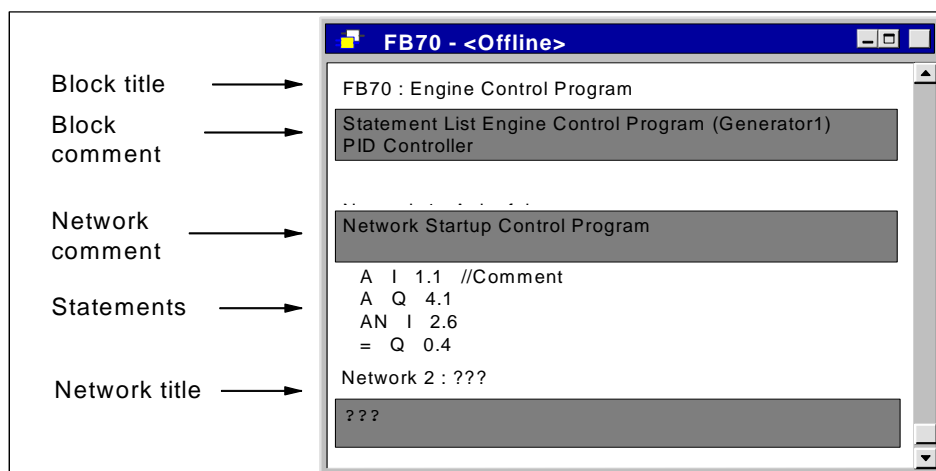 FB70 - <Offline>
Block title
FB70 : Engine Control Program
Block
comment
Statement List Engine Control Program (Generator1)
PID Controller
Network
comment
Network Startup Control Program
Statements
A I 1.1 //Comment
A Q 4.1
AN I 2.6
= Q 0.4
Network title
Network 2 : ???
???